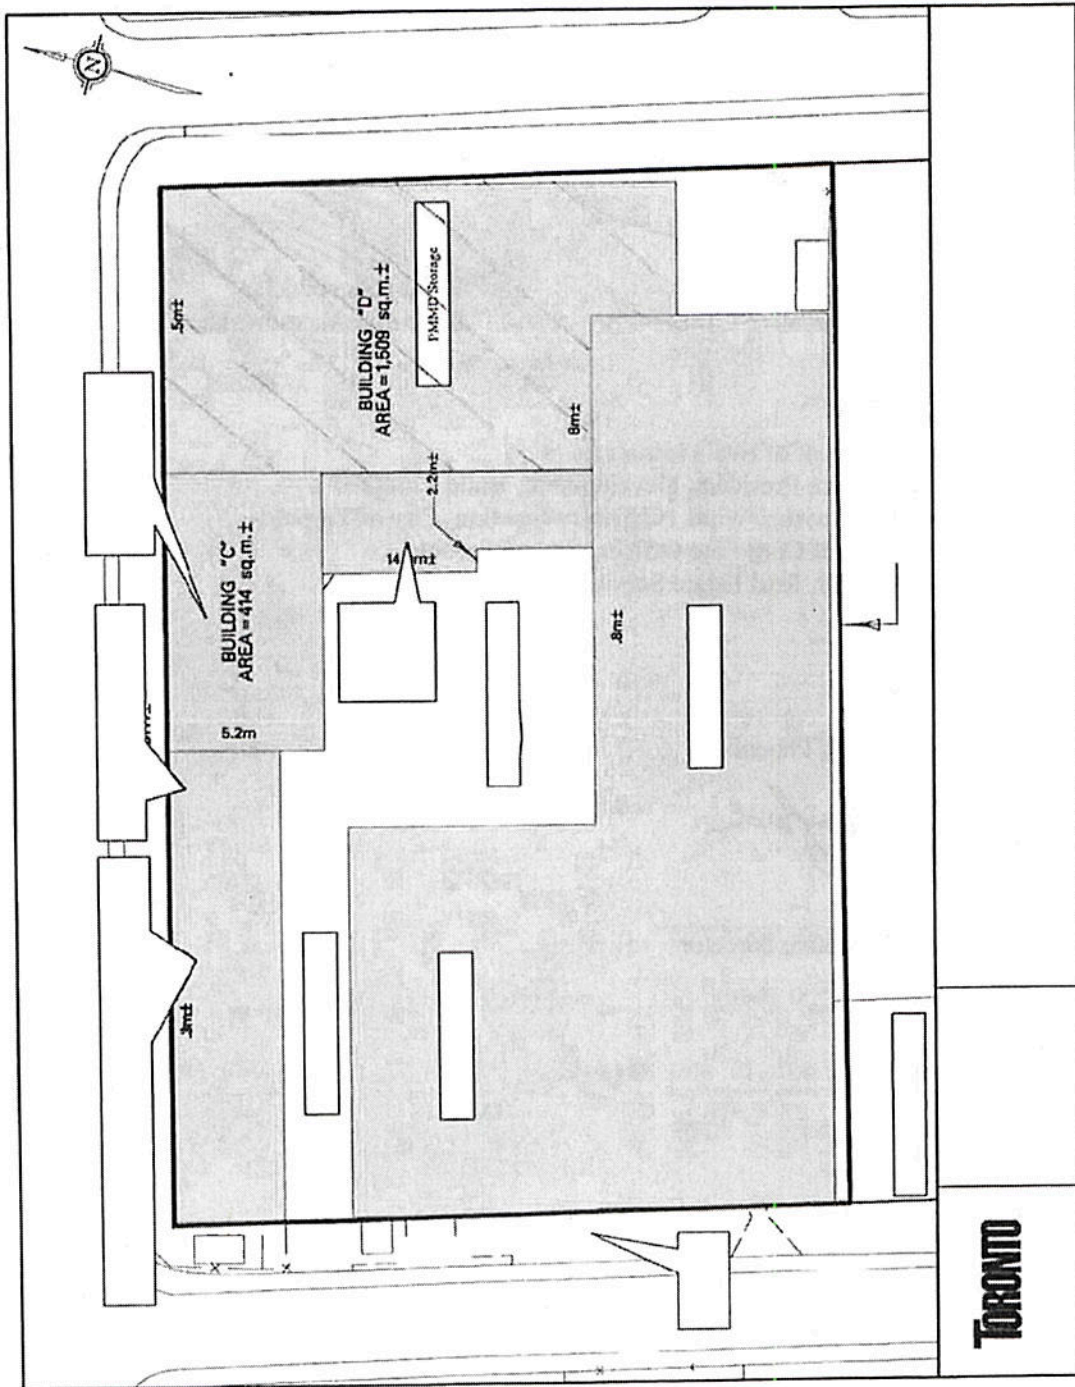 N
.5m±
BUILDING "D"
AREA = 1,509 sq.m.±
PMMD Storage
BUILDING "C"
AREA = 414 sq.m.±
2.2m±
8m±
5.2m
.8m±
.3m±
TORONTO